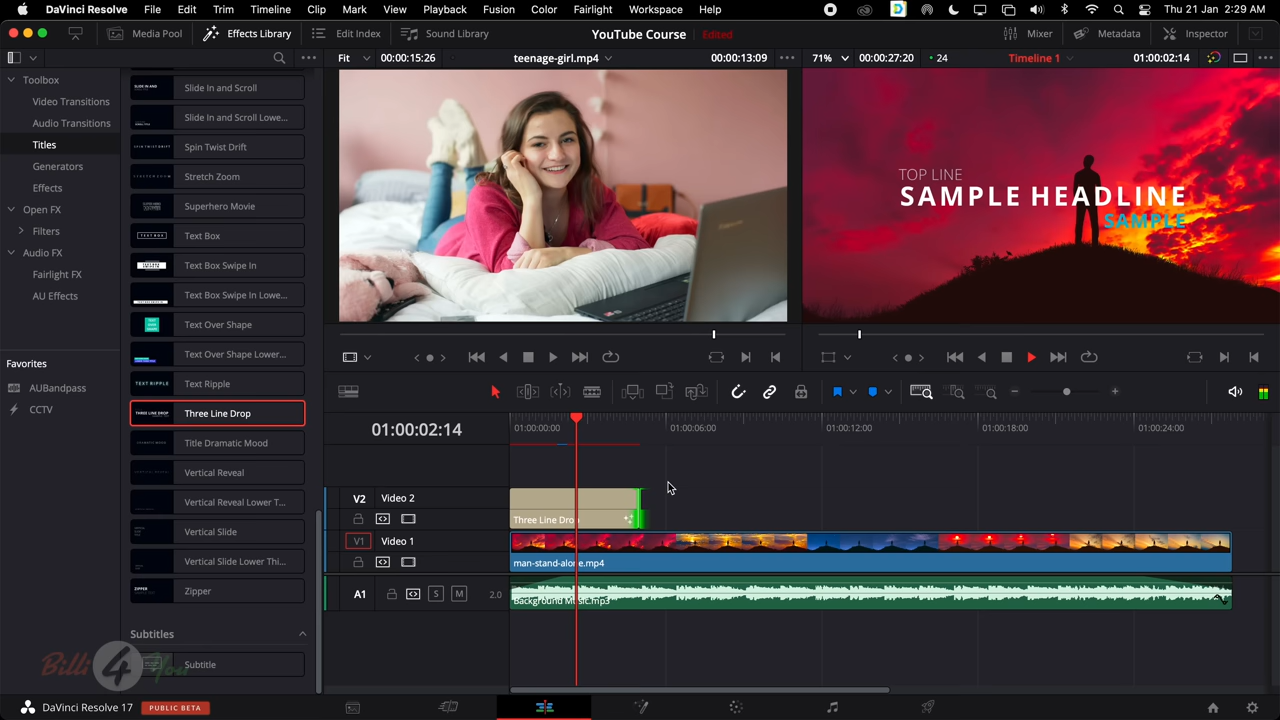 DaVinci Resolve File Edit Trim Timeline Clip Mark View Playback Fusion Color Fairlight Workspace Help Thu 21 Jan 2:29 AM
Media Pool Effects Library Edit Index Sound Library YouTube Course Edited Mixer Metadata Inspector
Fit 00:00:15:26 teenage-girl.mp4 00:00:13:09 71% 00:00:27:20 24 Timeline 1 01:00:02:14
Toolbox
Video Transitions
Audio Transitions
Titles
Generators
Effects
Open FX
Filters
Audio FX
Fairlight FX
AU Effects
Favorites
AUBandpass
CCTV
Slide In and Scroll
Slide In and Scroll Lowe...
Spin Twist Drift
Stretch Zoom
Superhero Movie
Text Box
Text Box Swipe In
Text Box Swipe In Lowe...
Text Over Shape
Text Over Shape Lower...
Text Ripple
Three Line Drop
Title Dramatic Mood
Vertical Reveal
Vertical Reveal Lower T...
Vertical Slide
Vertical Slide Lower Thi...
Zipper
Subtitles
Subtitle
TOP LINE
SAMPLE HEADLINE
SAMPLE
01:00:02:14
01:00:00:00 01:00:06:00 01:00:12:00 01:00:18:00 01:00:24:00
V2 Video 2
Three Line Drop
V1 Video 1
man-stand-alone.mp4
A1 S M 2.0
Background Music.mp3
Billi 4 You
DaVinci Resolve 17 PUBLIC BETA